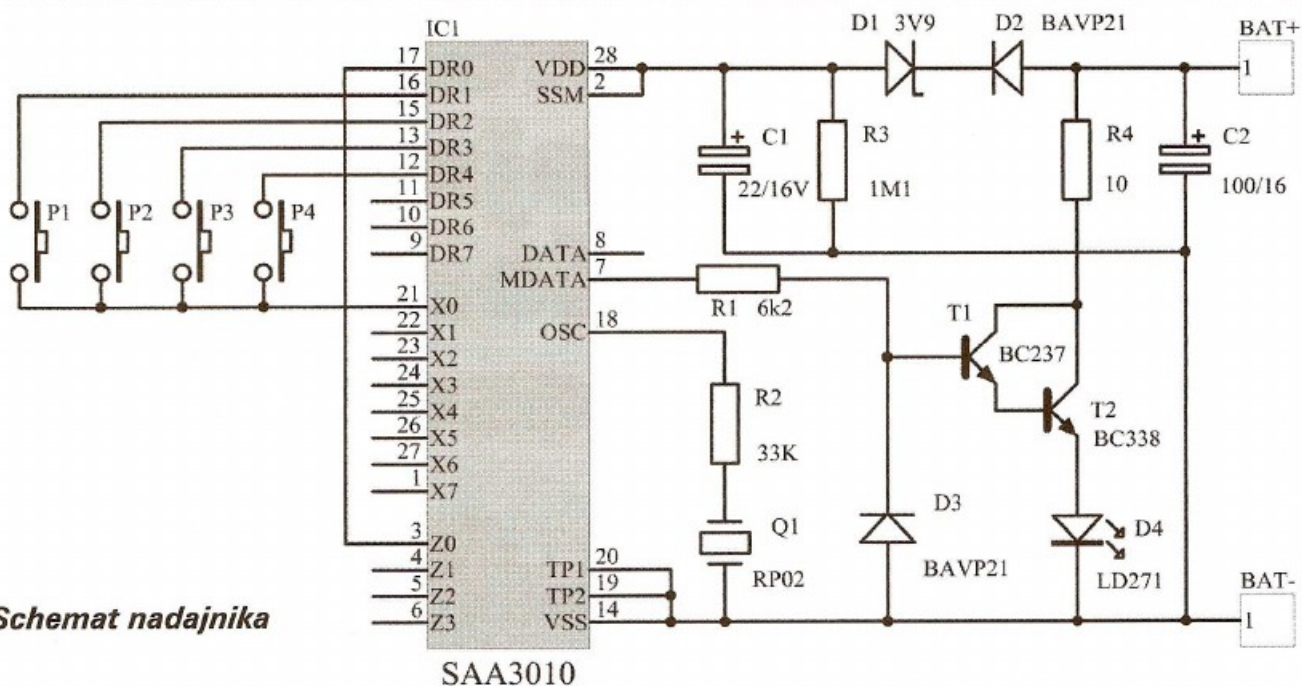 IC1
D1 3V9
D2 BAVP21
BAT+
1
17 DR0
16 DR1
15 DR2
13 DR3
12 DR4
11 DR5
10 DR6
9 DR7
VDD 28
SSM 2
C1
22/16V
R3
1M1
R4
10
C2
100/16
P1
P2
P3
P4
DATA 8
MDATA 7
R1 6k2
21 X0
22 X1
23 X2
24 X3
25 X4
26 X5
27 X6
1 X7
OSC 18
T1
BC237
T2
BC338
R2
33K
Q1
RP02
D3
BAVP21
D4
LD271
3 Z0
4 Z1
5 Z2
6 Z3
TP1 20
TP2 19
VSS 14
BAT-
1
Schemat nadajnika
SAA3010